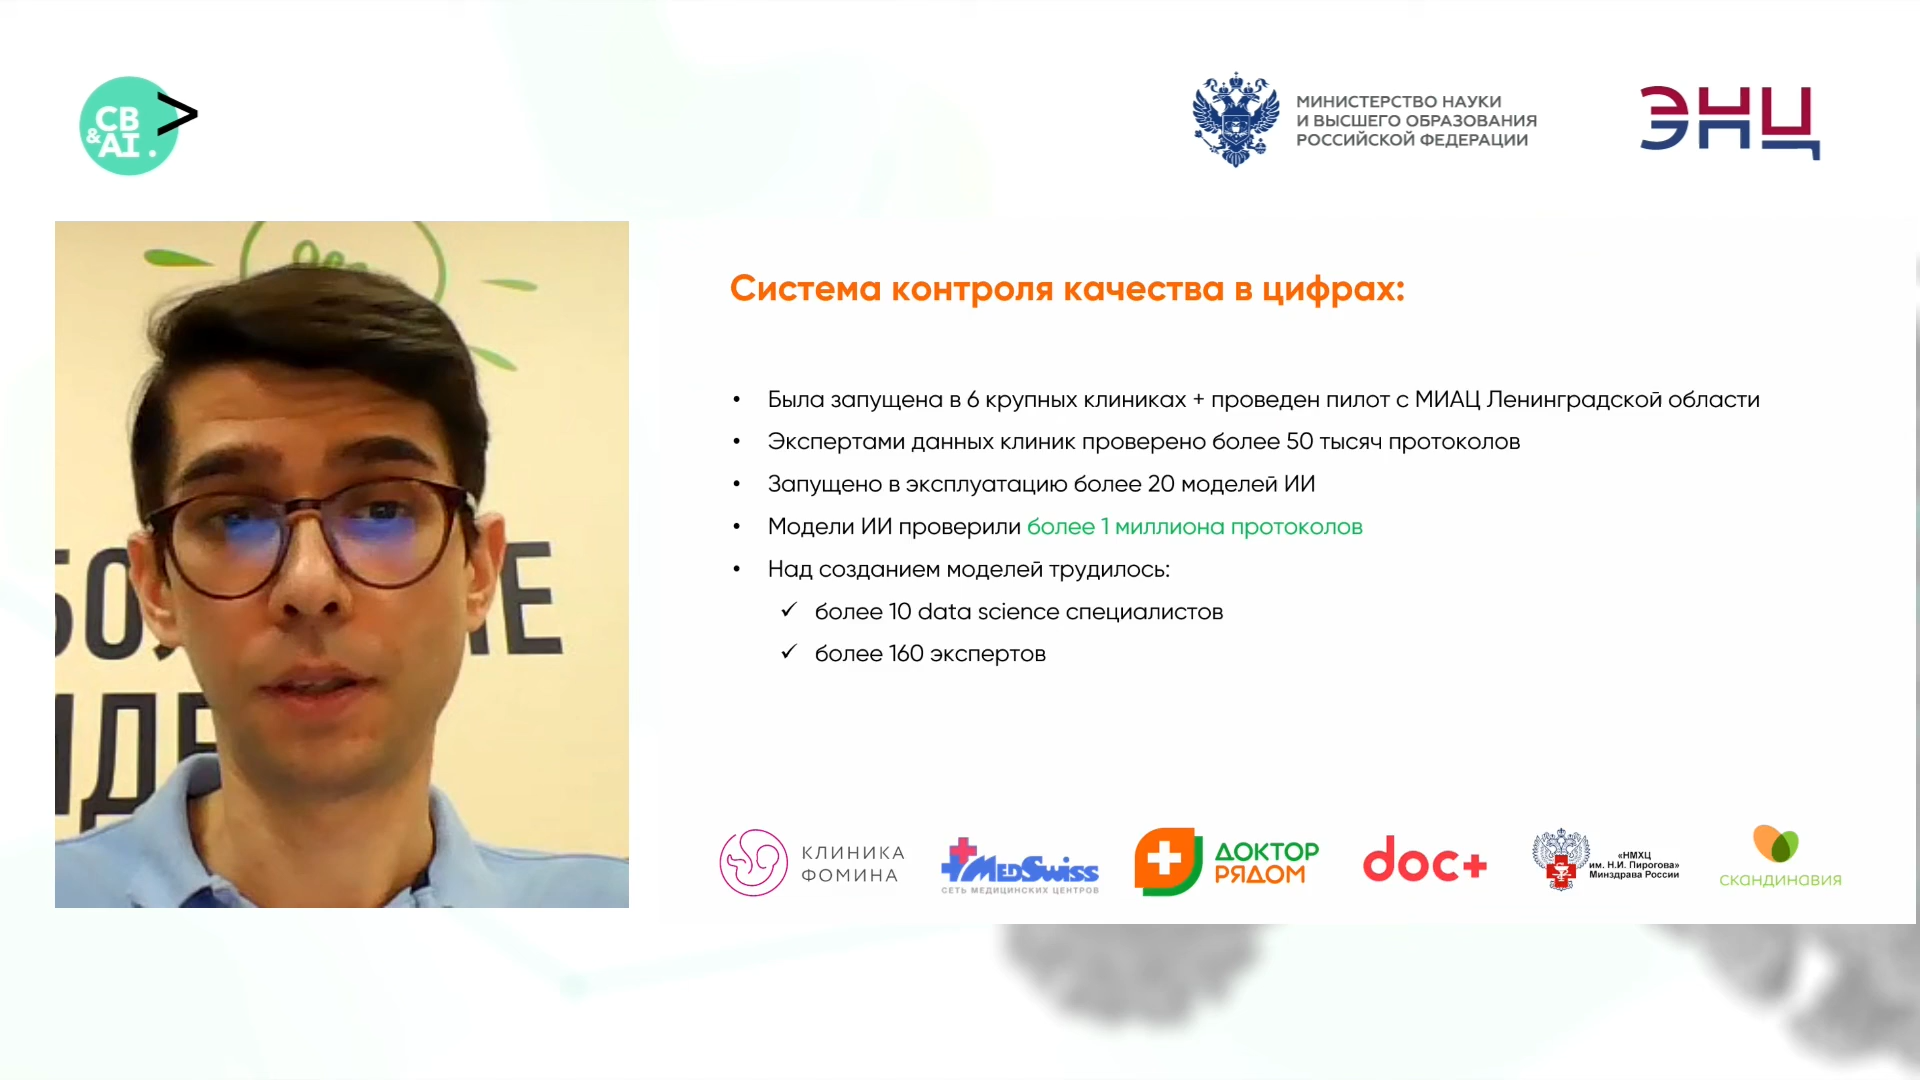 CB
&AI.
>
МИНИСТЕРСТВО НАУКИ
И ВЫСШЕГО ОБРАЗОВАНИЯ
РОССИЙСКОЙ ФЕДЕРАЦИИ
ЭНЦ
Система контроля качества в цифрах:
• Была запущена в 6 крупных клиниках + проведен пилот с МИАЦ Ленинградской области
• Экспертами данных клиник проверено более 50 тысяч протоколов
• Запущено в эксплуатацию более 20 моделей ИИ
• Модели ИИ проверили более 1 миллиона протоколов
• Над созданием моделей трудилось:
✓ более 10 data science специалистов
✓ более 160 экспертов
КЛИНИКА
ФОМИНА
MEDSWISS
СЕТЬ МЕДИЦИНСКИХ ЦЕНТРОВ
ДОКТОР
РЯДОМ
doc+
«НМХЦ
им. Н.И. Пирогова»
Минздрава России
СКАНДИНАВИЯ